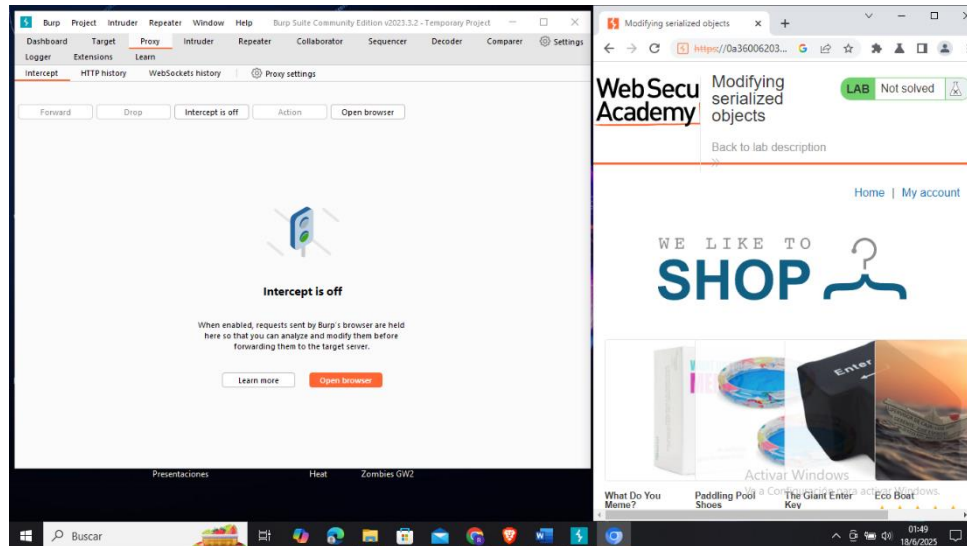 Burp Project Intruder Repeater Window Help Burp Suite Community Edition v2023.3.2 - Temporary Project
Dashboard Target Proxy Intruder Repeater Collaborator Sequencer Decoder Comparer Settings
Logger Extensions Learn
Intercept HTTP history WebSockets history Proxy settings
Forward Drop Intercept is off Action Open browser
Intercept is off
When enabled, requests sent by Burp's browser are held
here so that you can analyze and modify them before
forwarding them to the target server.
Learn more Open browser
Presentaciones Heat Zombies GW2
Modifying serialized objects
https://0a36006203...
Web Secu
Academy
Modifying
serialized
objects
LAB Not solved
Back to lab description
Home | My account
WE LIKE TO
SHOP
Enter
Activar Windows
Ve a Configuración para activar Windows.
What Do You
Meme?
Paddling Pool
Shoes
The Giant Enter
Key
Eco Boat
Buscar
01:49
18/6/2025